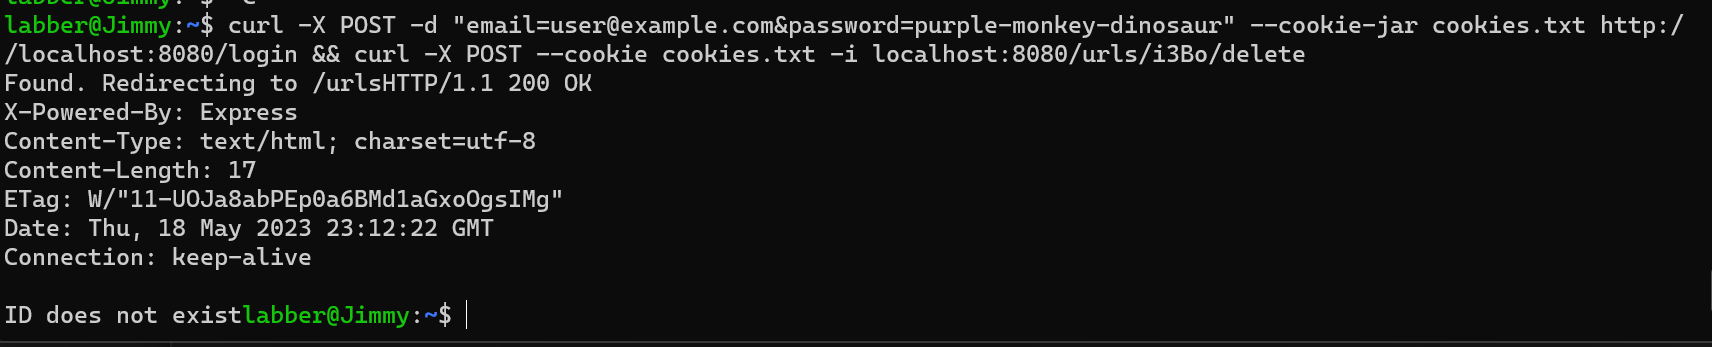 labber@Jimmy:~$ curl -X POST -d "email=user@example.com&password=purple-monkey-dinosaur" --cookie-jar cookies.txt http:/
/localhost:8080/login && curl -X POST --cookie cookies.txt -i localhost:8080/urls/i3Bo/delete
Found. Redirecting to /urlsHTTP/1.1 200 OK
X-Powered-By: Express
Content-Type: text/html; charset=utf-8
Content-Length: 17
ETag: W/"11-UOJa8abPEp0a6BMd1aGxoOgsIMg"
Date: Thu, 18 May 2023 23:12:22 GMT
Connection: keep-alive

ID does not existlabber@Jimmy:~$